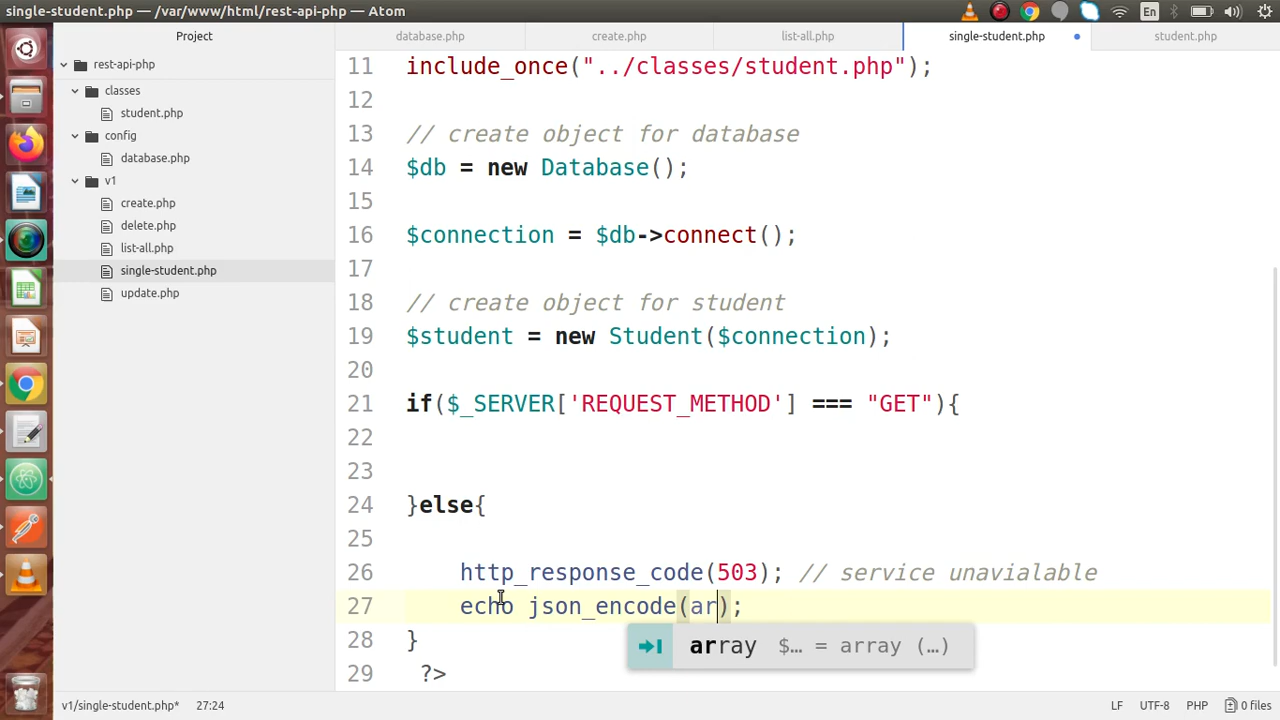 single-student.php — /var/www/html/rest-api-php — Atom
En
Project
database.php
create.php
list-all.php
single-student.php
student.php
rest-api-php
classes
student.php
config
database.php
v1
create.php
delete.php
list-all.php
single-student.php
update.php
11 include_once("../classes/student.php");
12
13 // create object for database
14 $db = new Database();
15
16 $connection = $db->connect();
17
18 // create object for student
19 $student = new Student($connection);
20
21 if($_SERVER['REQUEST_METHOD'] === "GET"){
22
23
24 }else{
25
26 http_response_code(503); // service unavialable
27 echo json_encode(ar);
array $… = array (…)
28 }
29 ?>
v1/single-student.php* 27:24
LF UTF-8 PHP 0 files